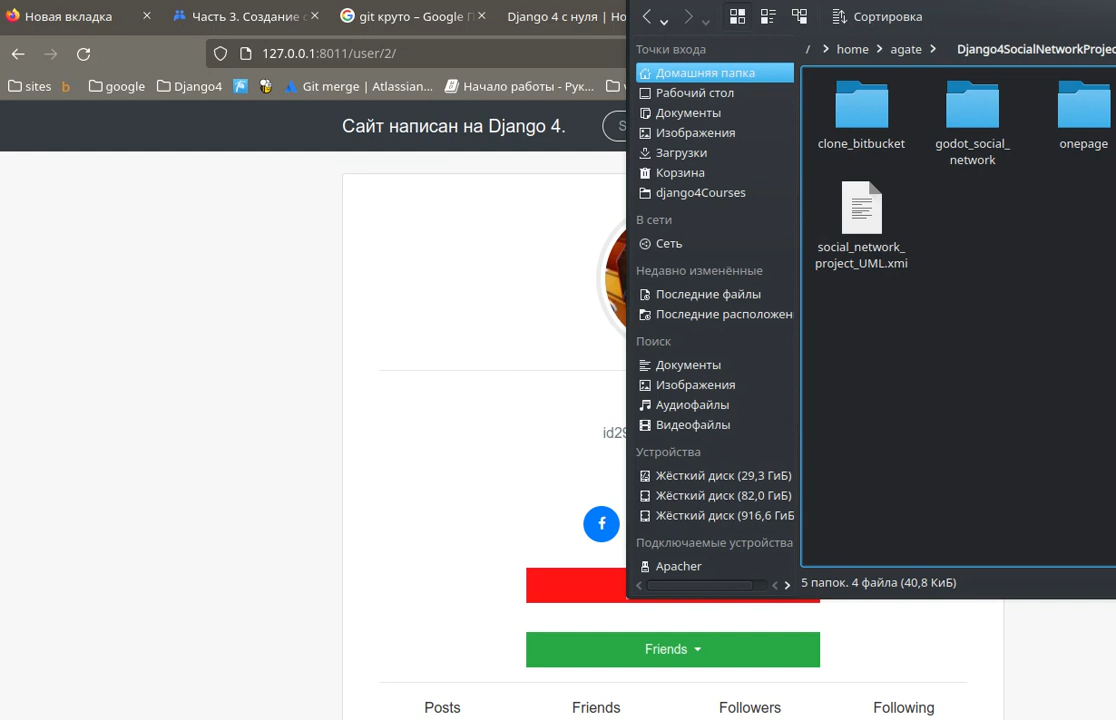 Новая вкладка
Часть 3. Создание
git круто – Google П
Django 4 с нуля | Но
127.0.0.1:8011/user/2/
sites
b
google
Django4
Git merge | Atlassian...
Начало работы - Рук...
Сайт написан на Django 4.
S
id29
f
Friends
Posts
Friends
Followers
Following
Сортировка
/ > home > agate > Django4SocialNetworkProjec
Точки входа
Домашняя папка
Рабочий стол
Документы
Изображения
Загрузки
Корзина
django4Courses
В сети
Сеть
Недавно изменённые
Последние файлы
Последние расположен
Поиск
Документы
Изображения
Аудиофайлы
Видеофайлы
Устройства
Жёсткий диск (29,3 ГиБ)
Жёсткий диск (82,0 ГиБ)
Жёсткий диск (916,6 ГиБ
Подключаемые устройства
Apacher
clone_bitbucket
godot_social_
network
onepage
social_network_
project_UML.xmi
5 папок. 4 файла (40,8 КиБ)